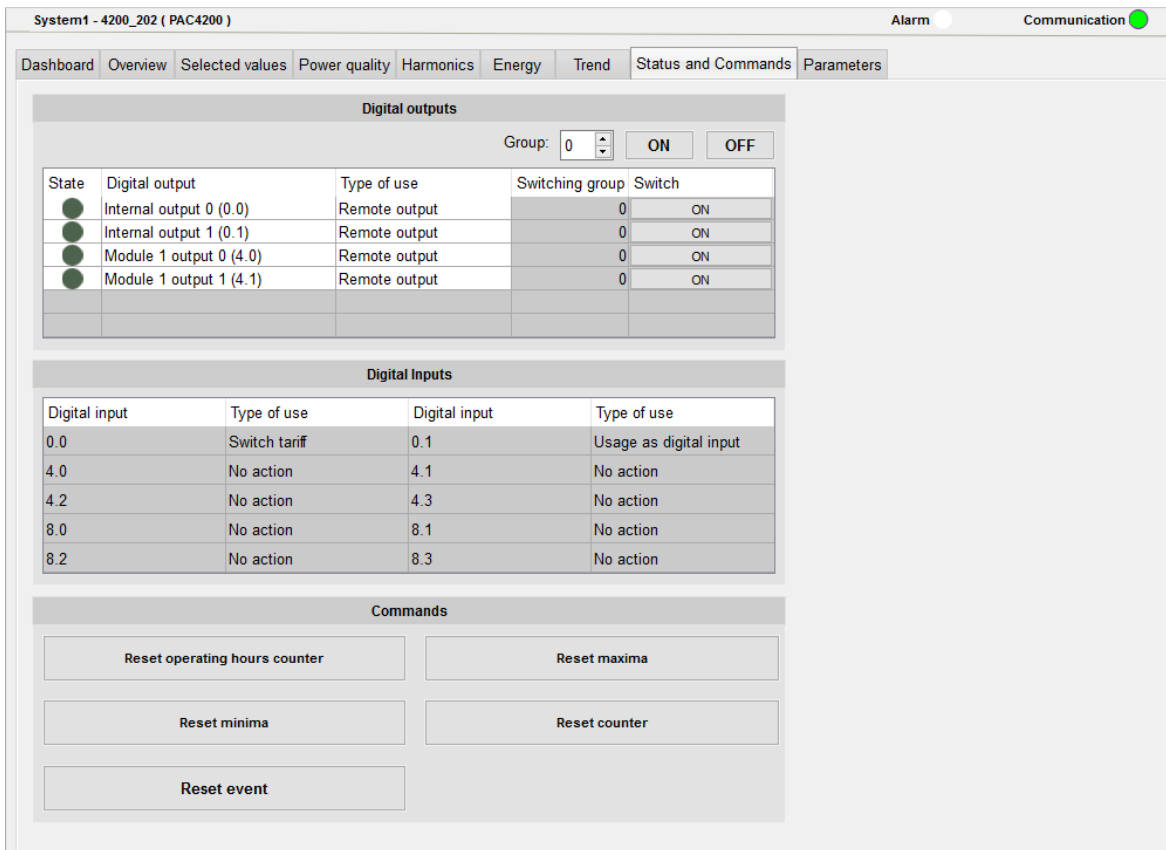 System1 - 4200_202 ( PAC4200 ) Alarm Communication
Dashboard Overview Selected values Power quality Harmonics Energy Trend Status and Commands Parameters
Digital outputs
Group: 0 ON OFF
State Digital output Type of use Switching group Switch
Internal output 0 (0.0) Remote output 0 ON
Internal output 1 (0.1) Remote output 0 ON
Module 1 output 0 (4.0) Remote output 0 ON
Module 1 output 1 (4.1) Remote output 0 ON
Digital Inputs
Digital input Type of use Digital input Type of use
0.0 Switch tariff 0.1 Usage as digital input
4.0 No action 4.1 No action
4.2 No action 4.3 No action
8.0 No action 8.1 No action
8.2 No action 8.3 No action
Commands
Reset operating hours counter Reset maxima
Reset minima Reset counter
Reset event